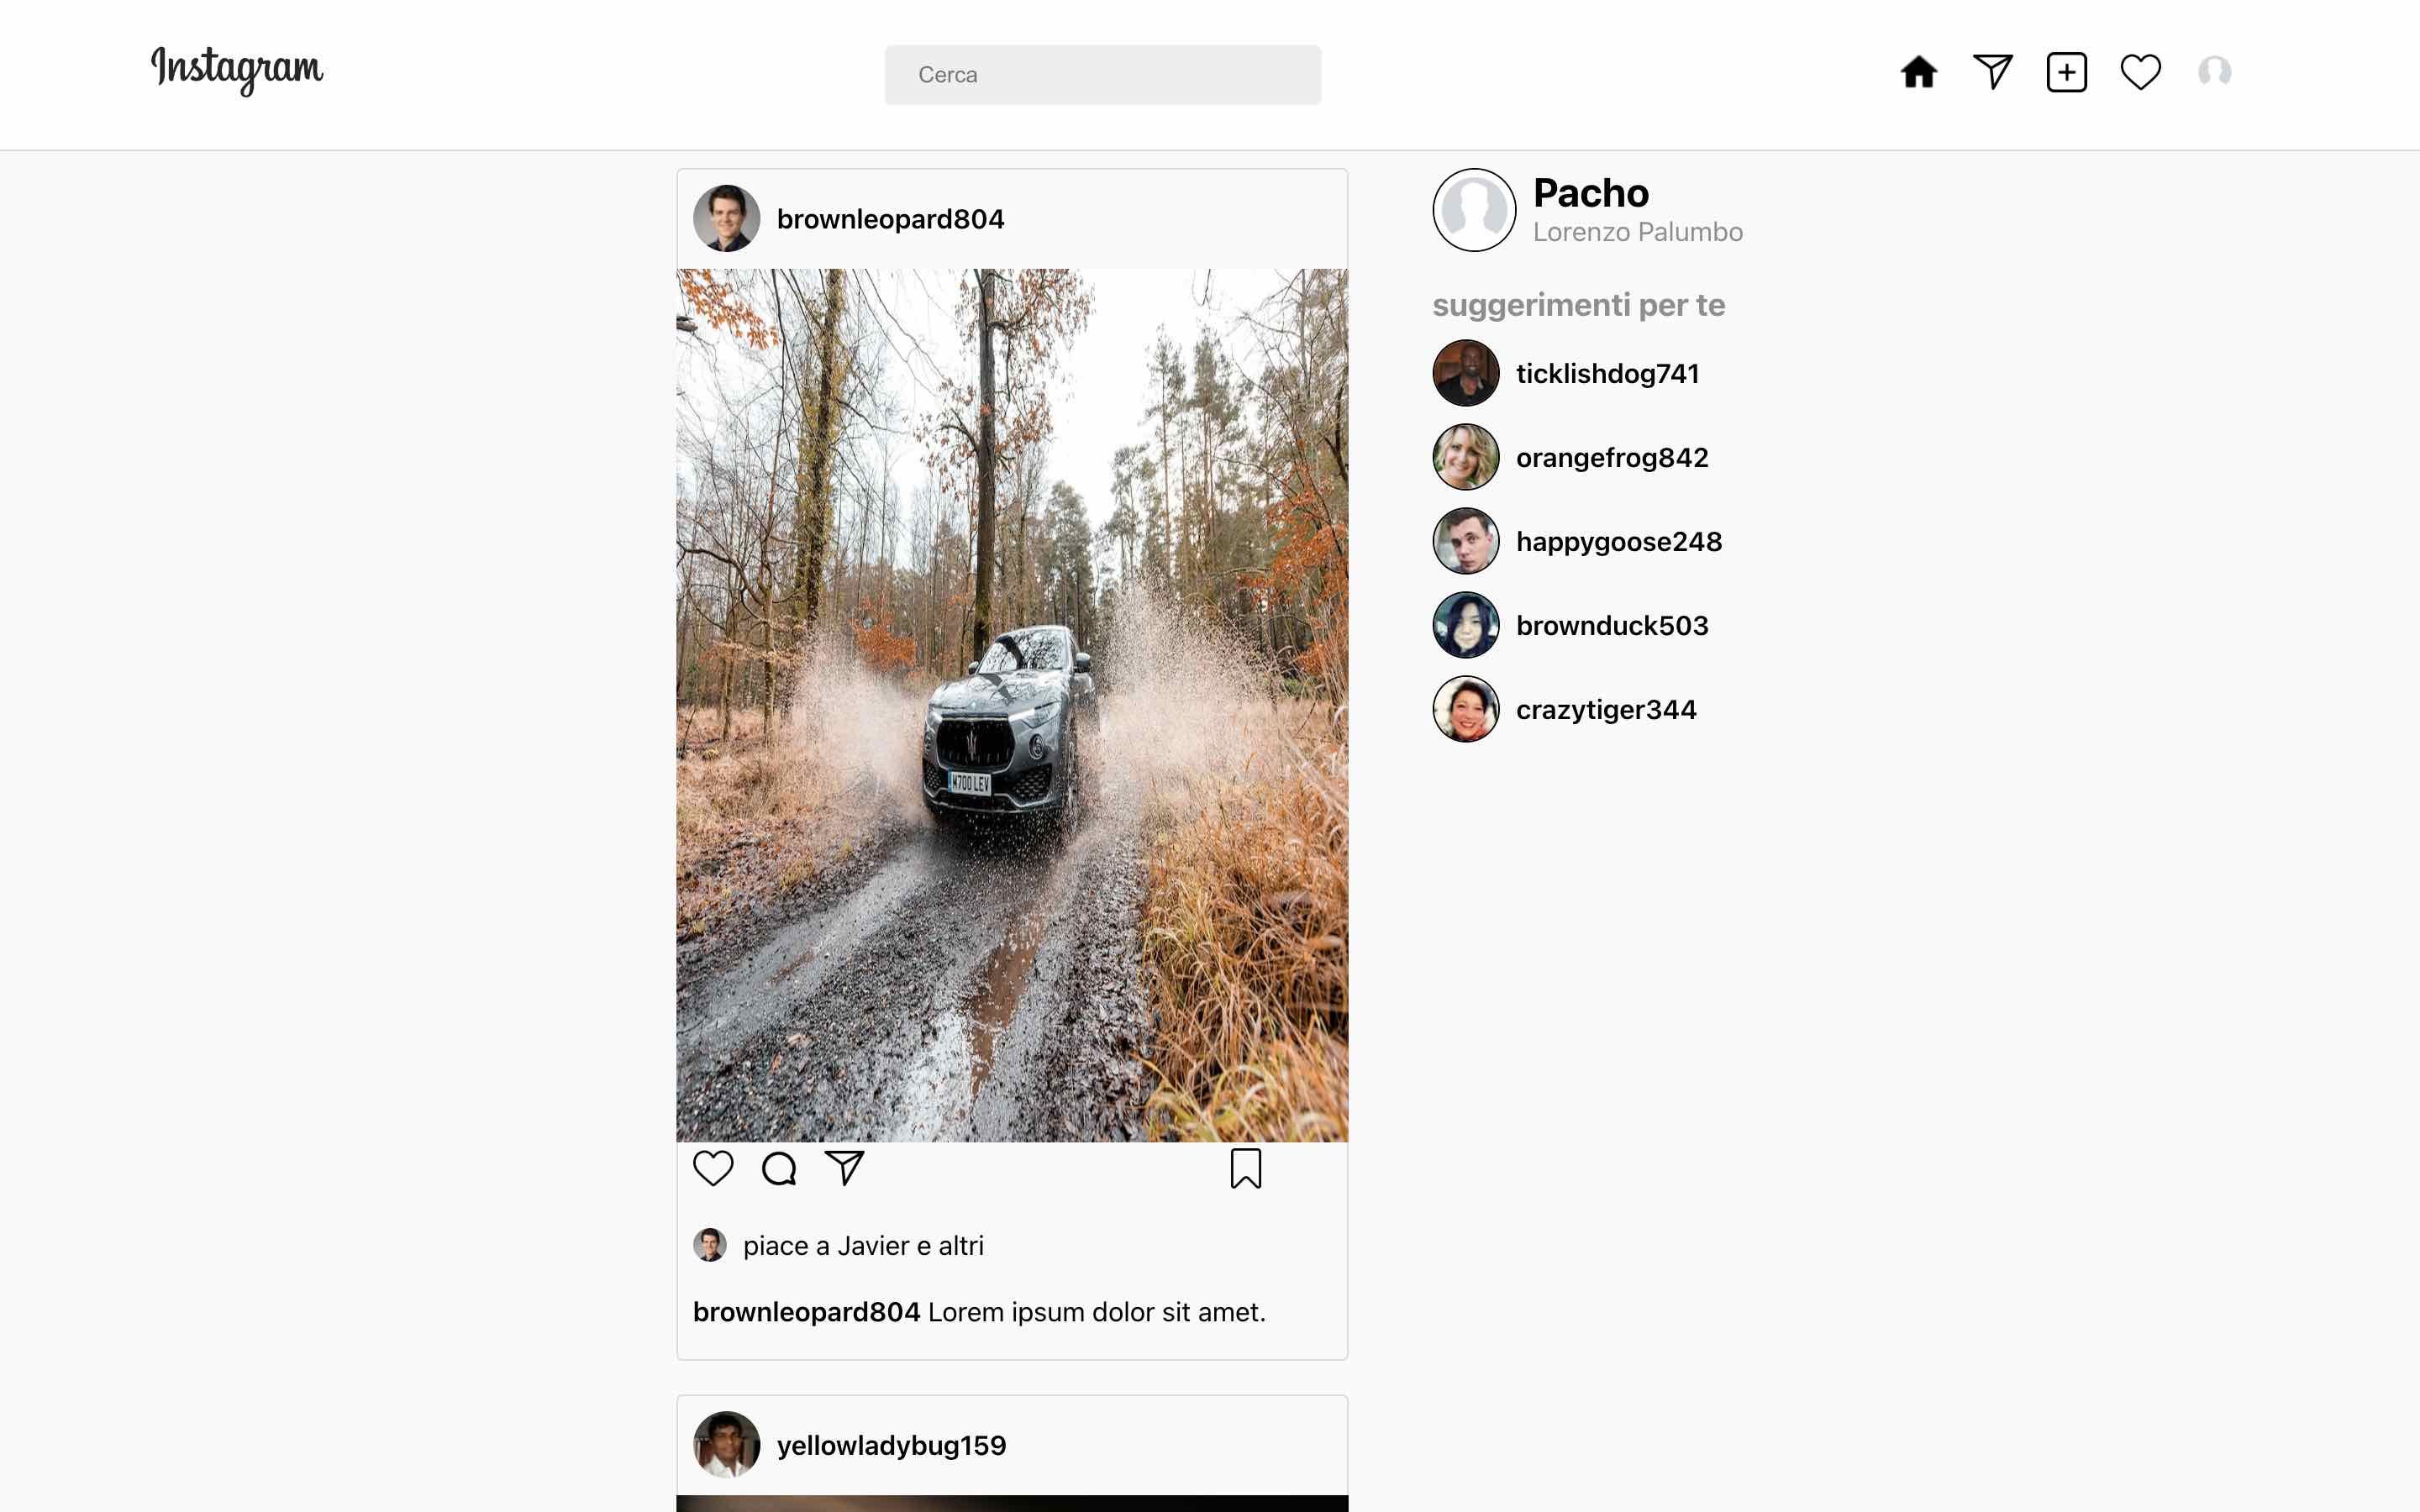 Instagram
Cerca
brownleopard804
M700 LEV
piace a Javier e altri
brownleopard804 Lorem ipsum dolor sit amet.
yellowladybug159
Pacho
Lorenzo Palumbo
suggerimenti per te
ticklishdog741
orangefrog842
happygoose248
brownduck503
crazytiger344